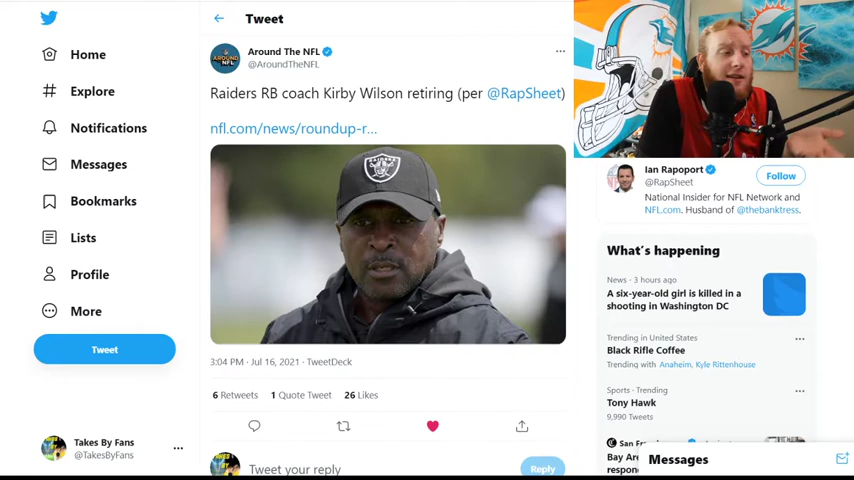 Home
Explore
Notifications
Messages
Bookmarks
Lists
Profile
More
Tweet
Takes By Fans
@TakesByFans
Tweet
AROUND
NFL
Around The NFL
@AroundTheNFL
Raiders RB coach Kirby Wilson retiring (per @RapSheet)
nfl.com/news/roundup-r...
RAIDERS
3:04 PM · Jul 16, 2021 · TweetDeck
6 Retweets 1 Quote Tweet 26 Likes
Tweet your reply
Reply
Ian Rapoport
@RapSheet
Follow
National Insider for NFL Network and
NFL.com. Husband of @thebanktress.
What's happening
News · 3 hours ago
A six-year-old girl is killed in a
shooting in Washington DC
Trending in United States
Black Rifle Coffee
Trending with Anaheim, Kyle Rittenhouse
Sports · Trending
Tony Hawk
9,990 Tweets
Bay Are
respon
Messages